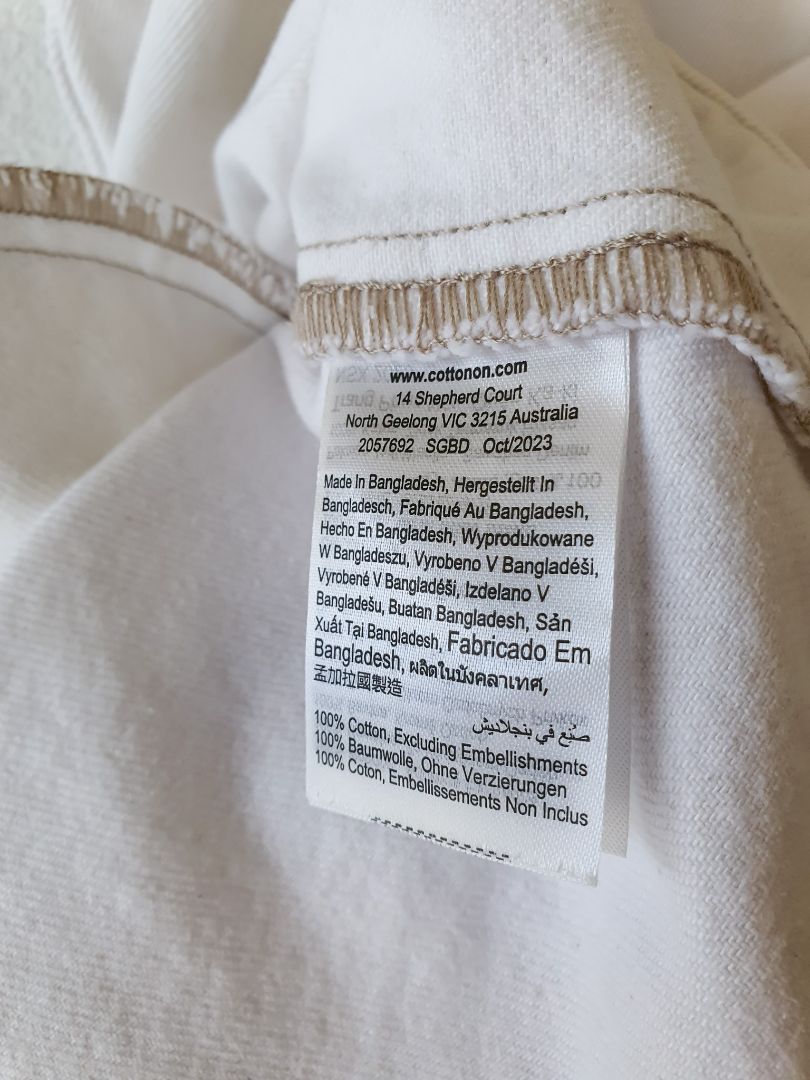 www.cottonon.com
14 Shepherd Court
North Geelong VIC 3215 Australia
2057692 SGBD Oct/2023
Made In Bangladesh, Hergestellt In
Bangladesch, Fabriqué Au Bangladesh,
Hecho En Bangladesh, Wyprodukowane
W Bangladeszu, Vyrobeno V Bangladéši,
Vyrobené V Bangladéši, Izdelano V
Bangladešu, Buatan Bangladesh, Sản
Xuất Tại Bangladesh, Fabricado Em
Bangladesh, ผลิตในบังคลาเทศ,
孟加拉國製造
صنع في بنجلاديش
100% Cotton, Excluding Embellishments
100% Baumwolle, Ohne Verzierungen
100% Coton, Embellissements Non Inclus